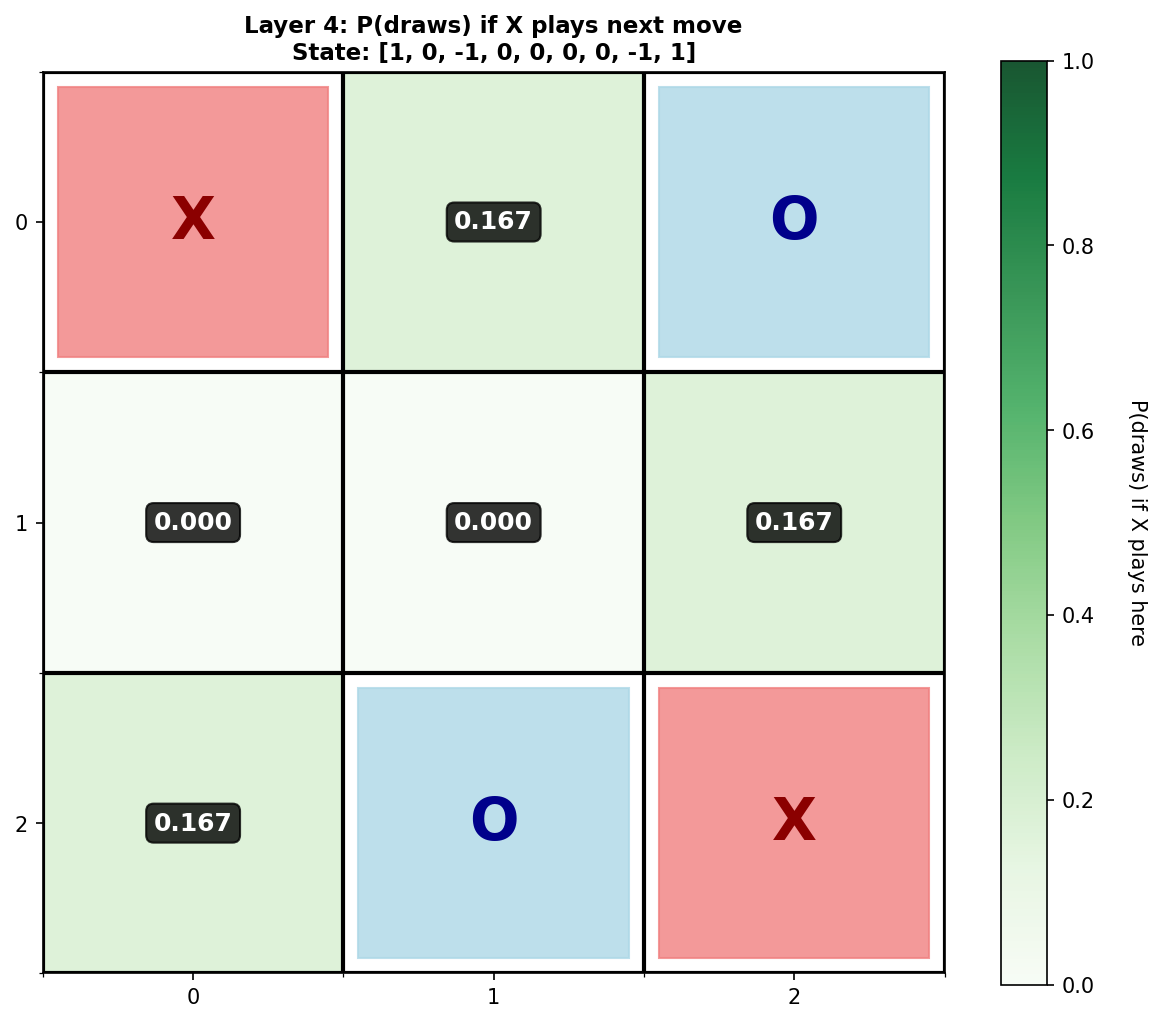 Layer 4: P(draws) if X plays next move
State: [1, 0, -1, 0, 0, 0, 0, -1, 1]
X
0.167
O
0.000
0.000
0.167
0.167
O
X
0
1
2
0
1
2
1.0
0.8
0.6
0.4
0.2
0.0
P(draws) if X plays here